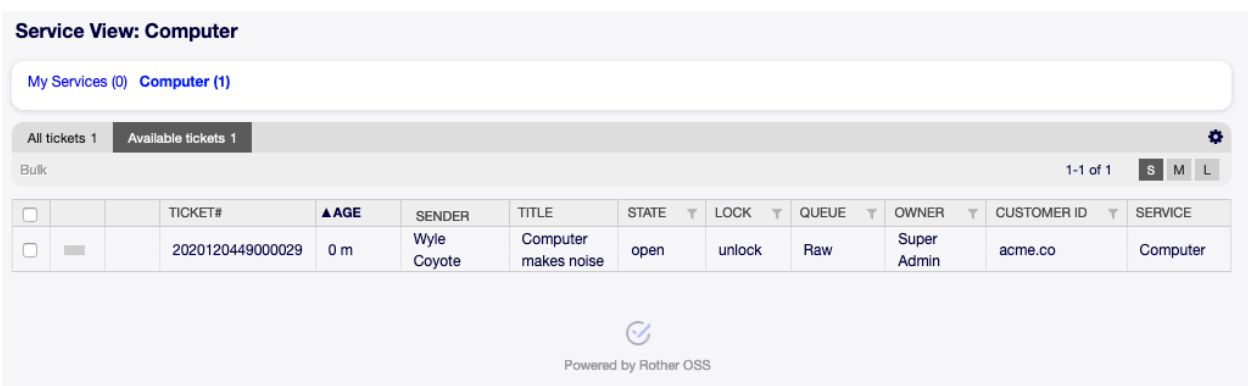 Service View: Computer
My Services (0) Computer (1)
All tickets 1 Available tickets 1
Bulk 1-1 of 1 S M L
TICKET# ▲AGE SENDER TITLE STATE LOCK QUEUE OWNER CUSTOMER ID SERVICE
2020120449000029 0 m Wyle Coyote Computer makes noise open unlock Raw Super Admin acme.co Computer
Powered by Rother OSS